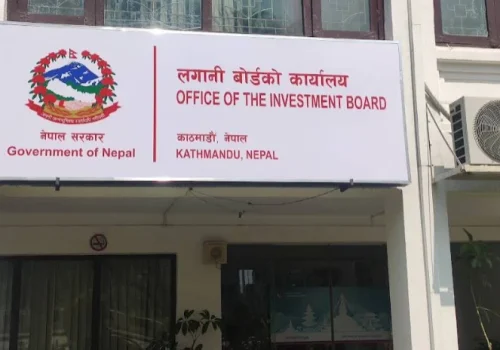 लगानी बोर्डको कार्यालय
OFFICE OF THE INVESTMENT BOARD
नेपाल सरकार
Government of Nepal
काठमाडौं, नेपाल
KATHMANDU, NEPAL